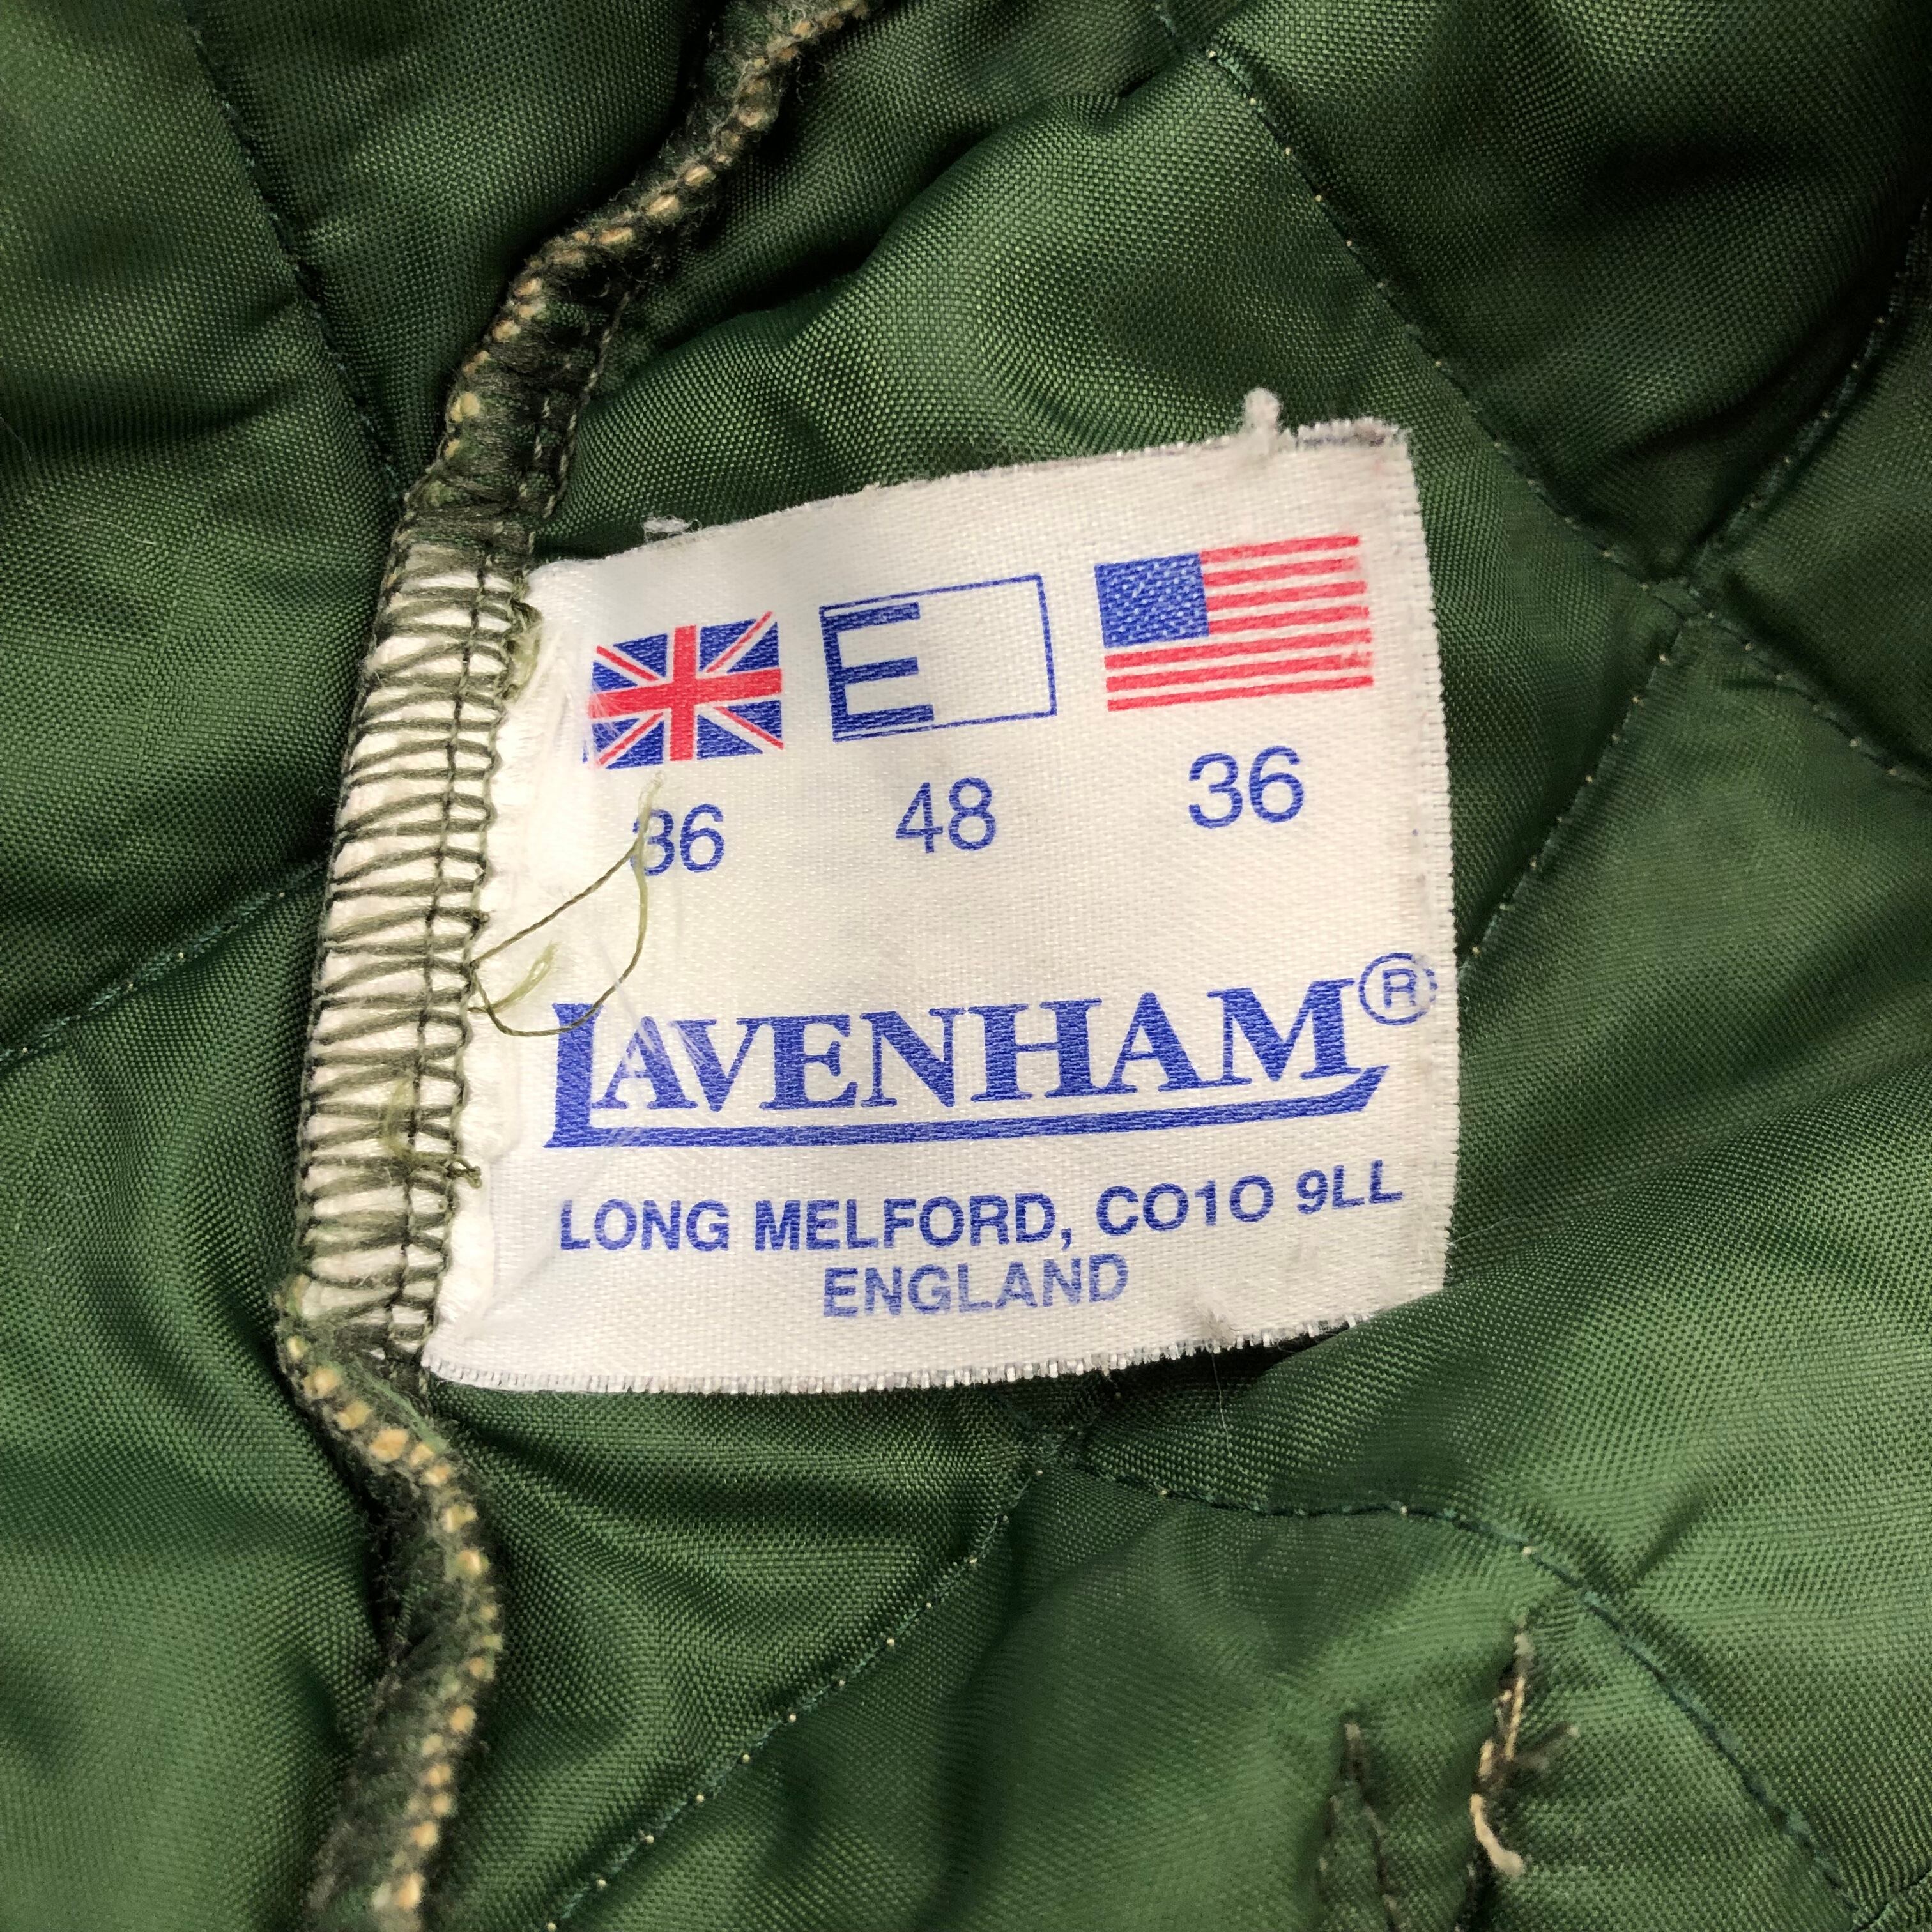 E
36 48 36
LAVENHAM®
LONG MELFORD, CO10 9LL
ENGLAND